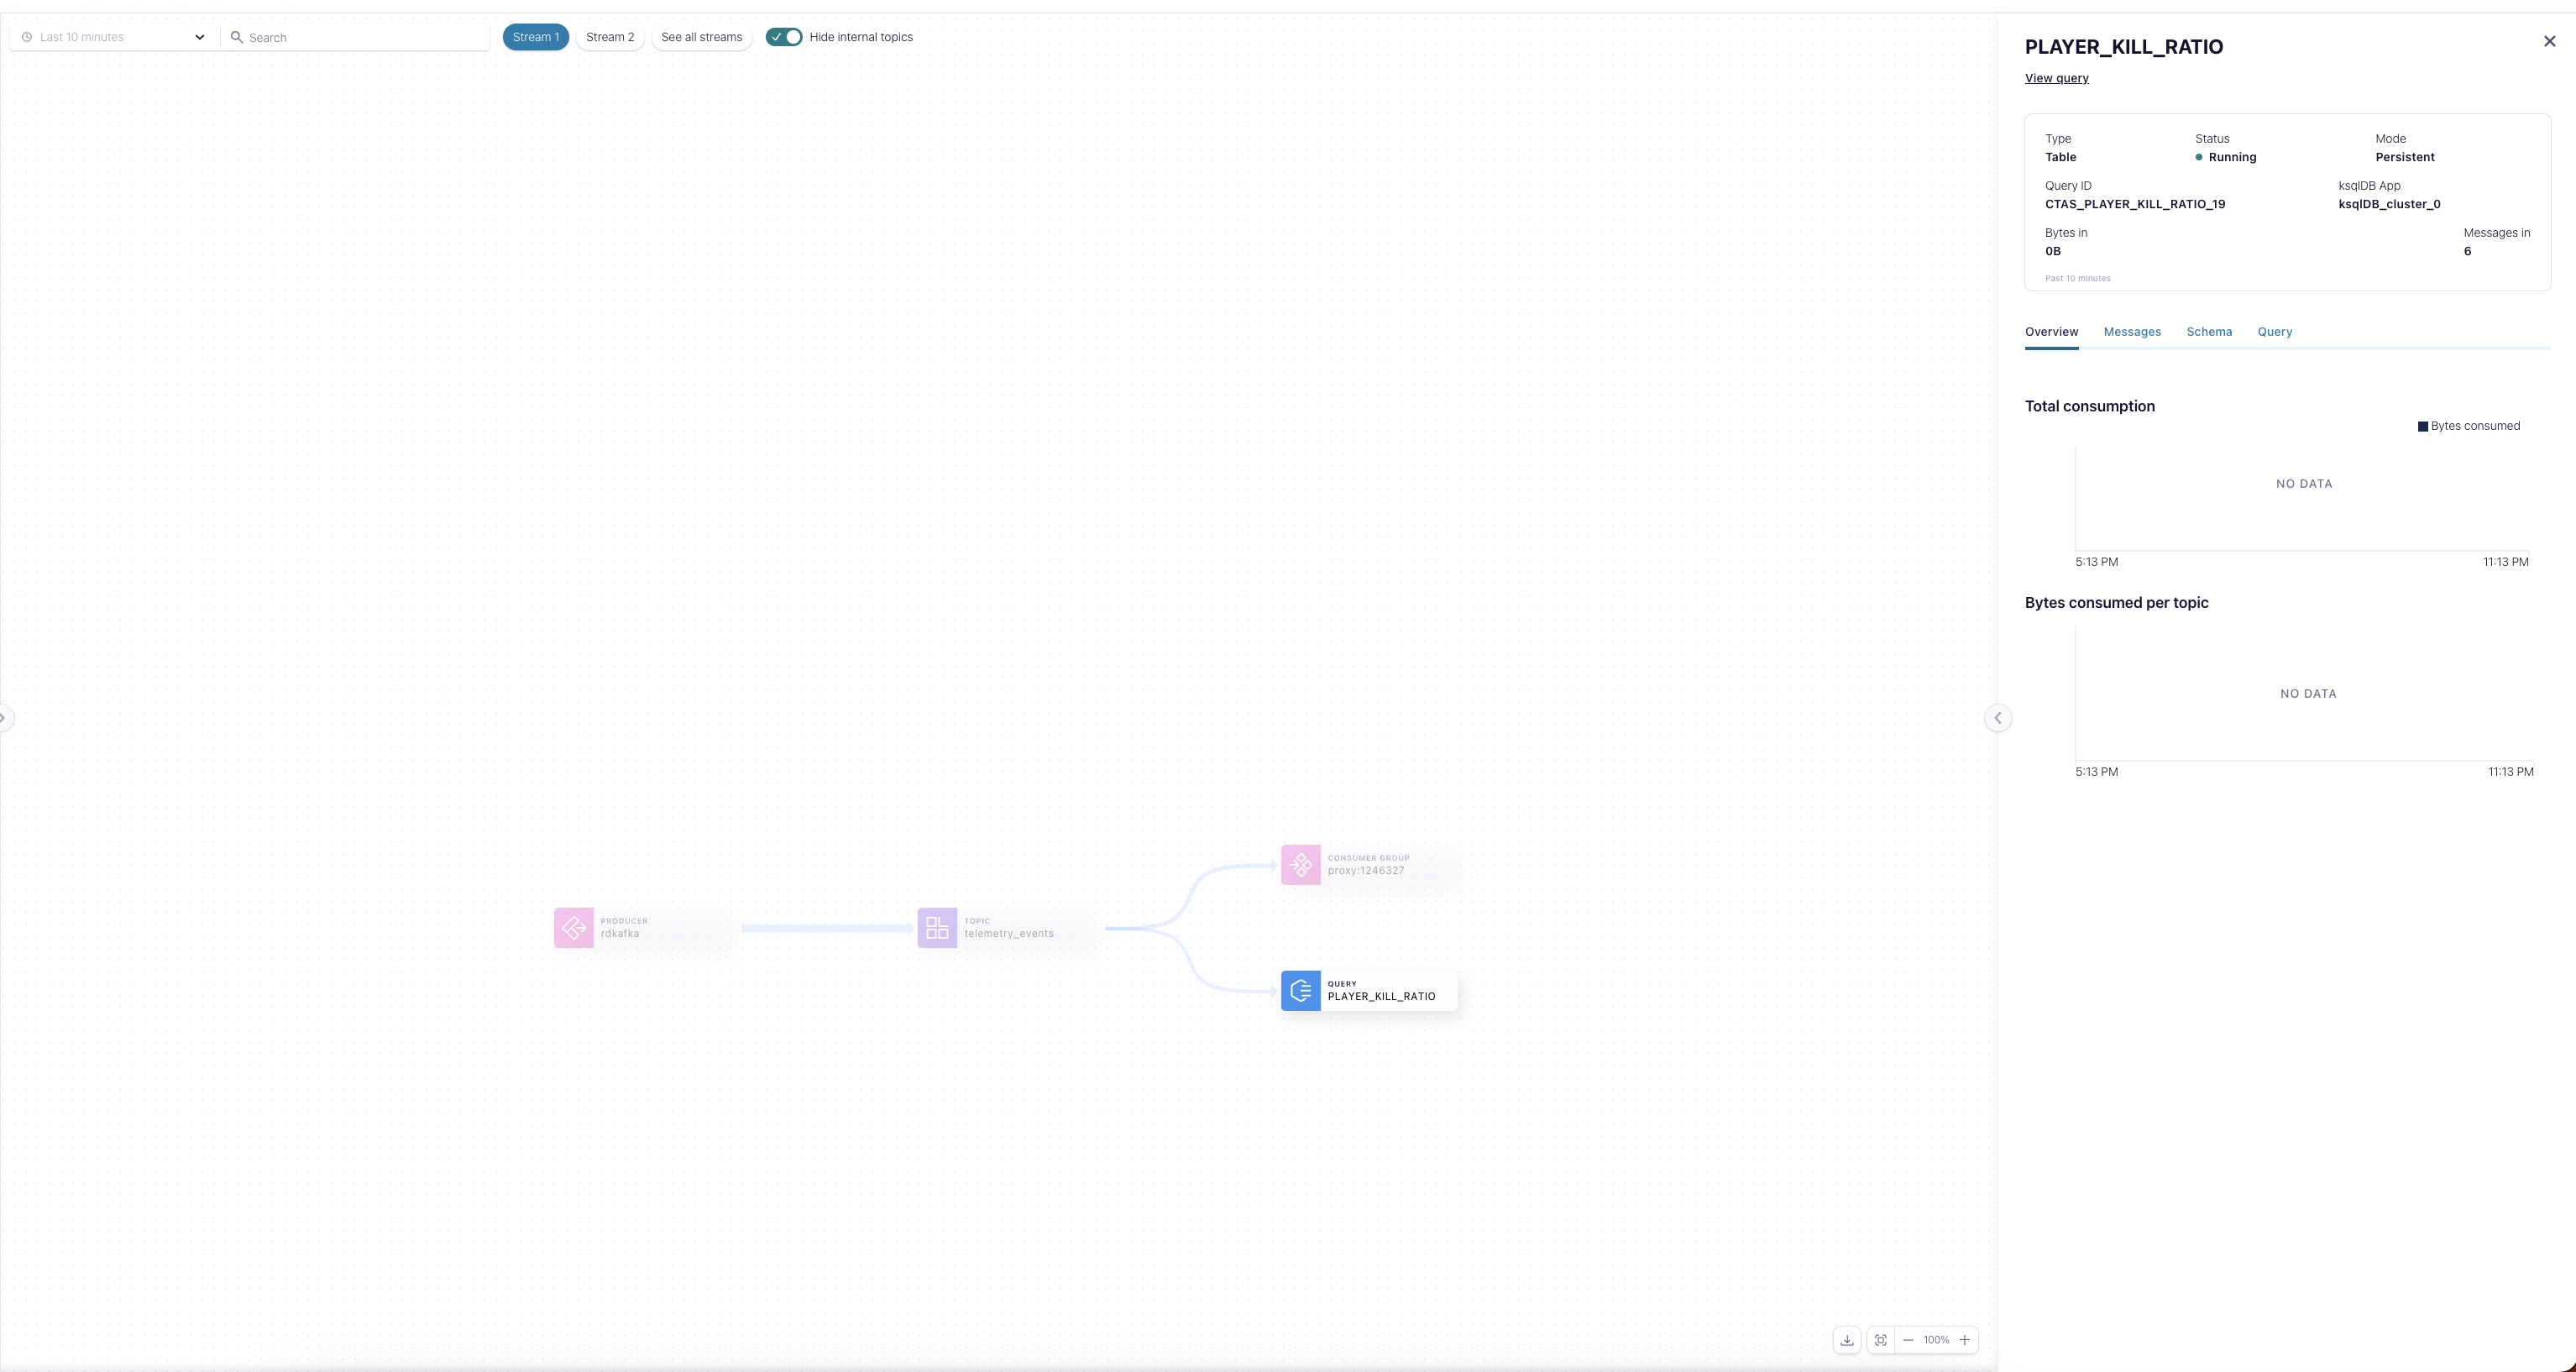 Last 10 minutes
Search
Stream 1
Stream 2
See all streams
Hide internal topics
PRODUCER
rdkafka
TOPIC
telemetry_events
CONSUMER GROUP
proxy:1246327
QUERY
PLAYER_KILL_RATIO
100%
PLAYER_KILL_RATIO
View query
Type Status Mode
Table Running Persistent
Query ID ksqlDB App
CTAS_PLAYER_KILL_RATIO_19 ksqlDB_cluster_0
Bytes in Messages in
0B 6
Past 10 minutes
Overview Messages Schema Query
Total consumption
Bytes consumed
NO DATA
5:13 PM 11:13 PM
Bytes consumed per topic
NO DATA
5:13 PM 11:13 PM